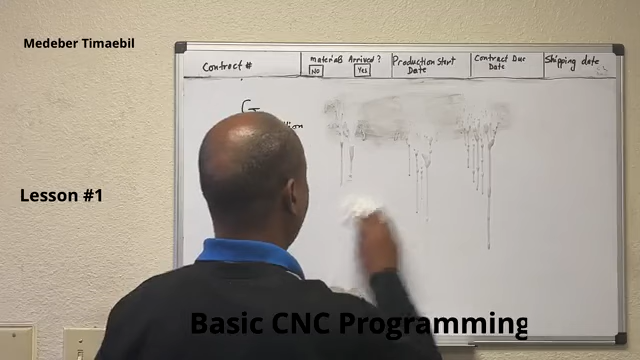 Medeber Timaebil
Contract # Materials Arrived? Production Start Date Contract Due Date Shipping date
No Yes
G
Lesson #1
Basic CNC Programming